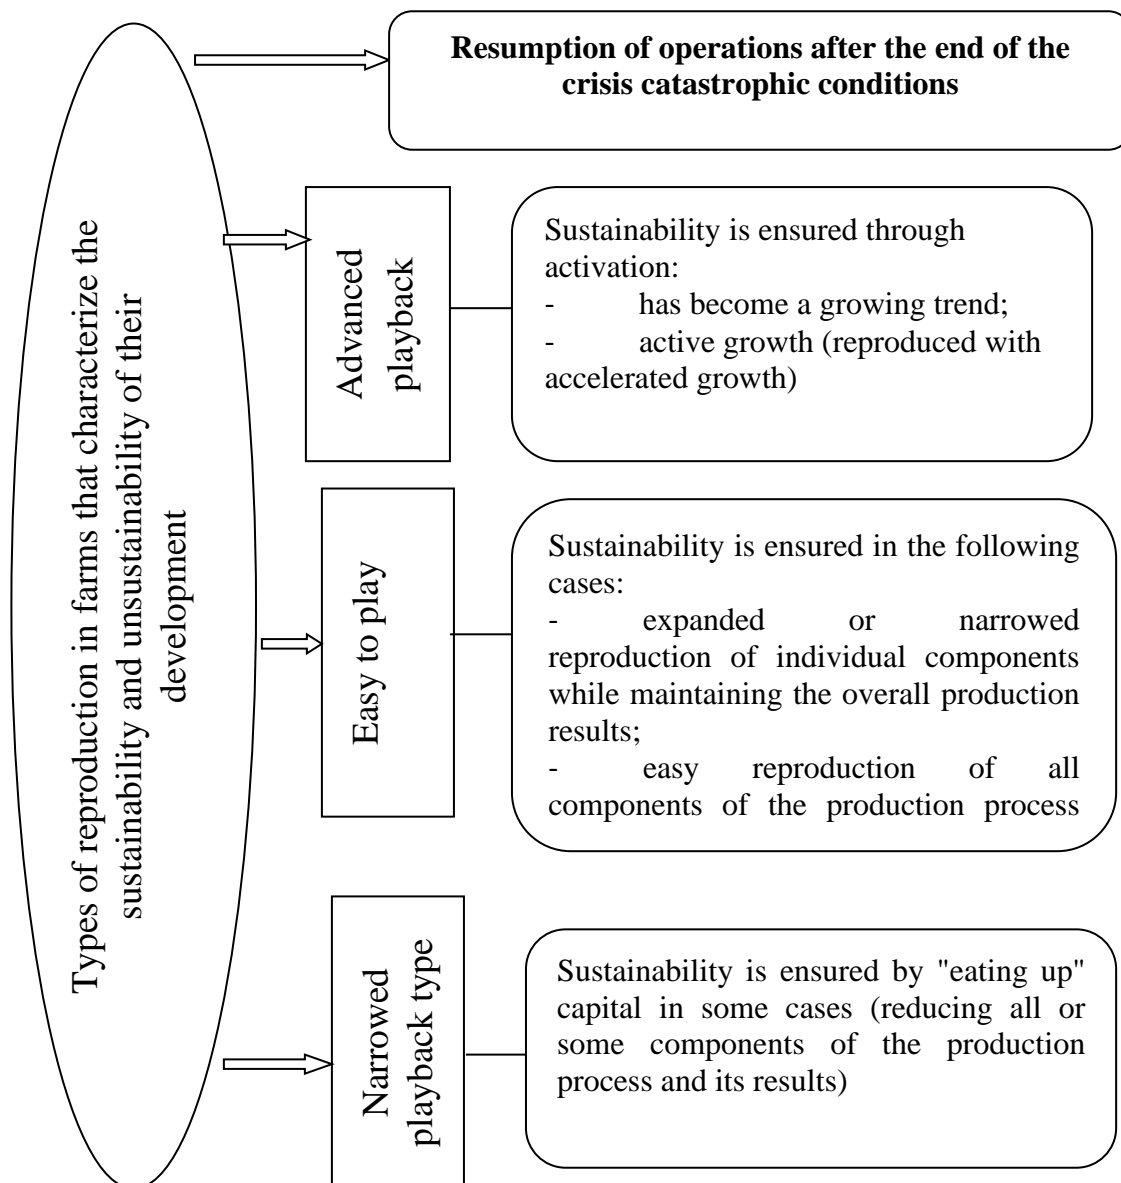 Types of reproduction in farms that characterize the
sustainability and unsustainability of their
development
Resumption of operations after the end of the
crisis catastrophic conditions
Advanced
playback
Sustainability is ensured through
activation:
- has become a growing trend;
- active growth (reproduced with
accelerated growth)
Easy to play
Sustainability is ensured in the following
cases:
- expanded or narrowed
reproduction of individual components
while maintaining the overall production
results;
- easy reproduction of all
components of the production process
Narrowed
playback type
Sustainability is ensured by "eating up"
capital in some cases (reducing all or
some components of the production
process and its results)